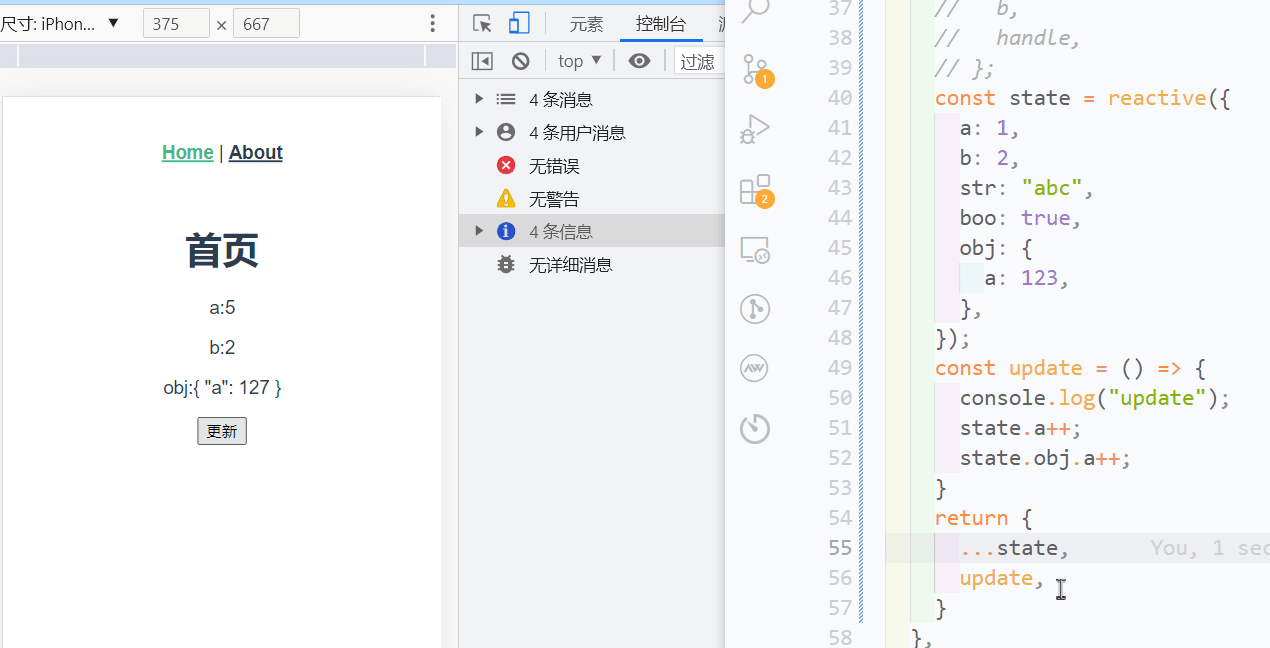 尺寸: iPhon... ▼ 375 × 667
元素 控制台
top ▼ 过滤
4 条消息
4 条用户消息
无错误
无警告
4 条信息
无详细消息
Home | About
首页
a:5
b:2
obj:{ "a": 127 }
更新
1
2
37 //   b,
38 //   handle,
39 // };
40 const state = reactive({
41 a: 1,
42 b: 2,
43 str: "abc",
44 boo: true,
45 obj: {
46 a: 123,
47 },
48 });
49 const update = () => {
50 console.log("update");
51 state.a++;
52 state.obj.a++;
53 }
54 return {
55 ...state, You, 1 sec
56 update,
57 }
58 },